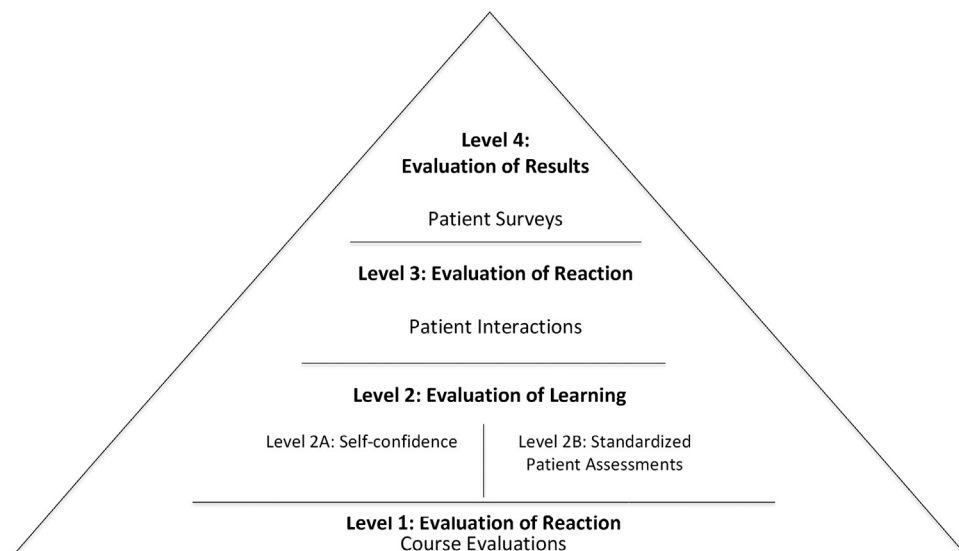 Level 4:
Evaluation of Results
Patient Surveys
Level 3: Evaluation of Reaction
Patient Interactions
Level 2: Evaluation of Learning
Level 2A: Self-confidence
Level 2B: Standardized
Patient Assessments
Level 1: Evaluation of Reaction
Course Evaluations